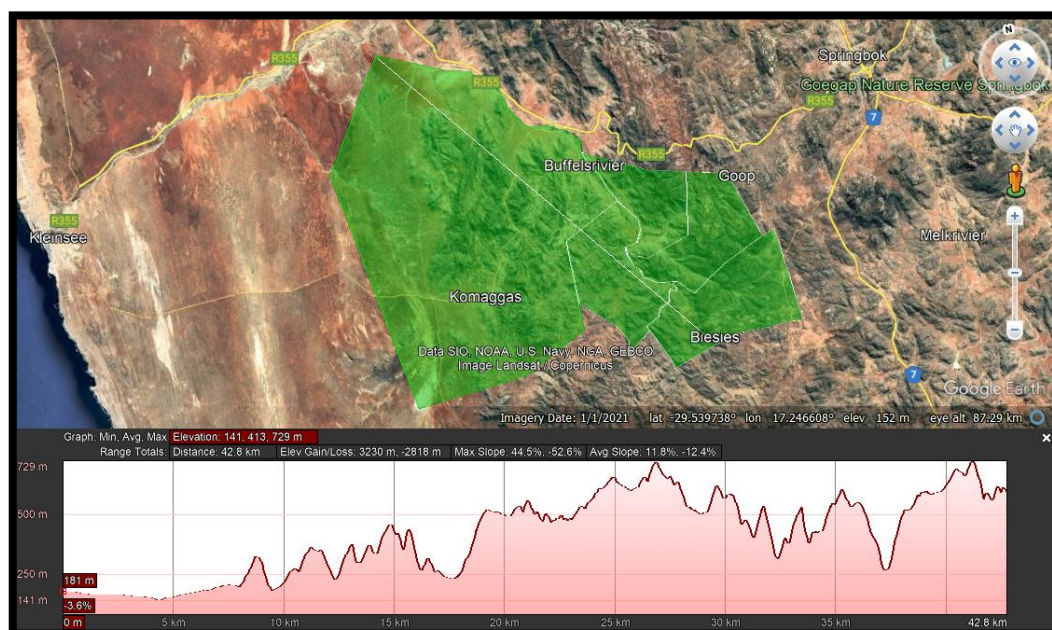 R355
Springbok
Goegap Nature Reserve Springbok
R355
7
Buffelsrivier
R355
Goop
R355
Kleinsee
Melkrivier
Komaggas
Biesies
Data SIO, NOAA, U.S. Navy, NGA, GEBCO
Image Landsat / Copernicus
7
Google Earth
Imagery Date: 1/1/2021 lat -29.539738° lon 17.246608° elev 152 m eye alt 87.29 km
N
Graph: Min, Avg, Max Elevation: 141, 413, 729 m
Range Totals: Distance: 42.8 km Elev Gain/Loss: 3230 m, -2818 m Max Slope: 44.5%, -52.6% Avg Slope: 11.8%, -12.4%
729 m
500 m
250 m
141 m
181 m
-3.6%
0 m 5 km 10 km 15 km 20 km 25 km 30 km 35 km 42.8 km